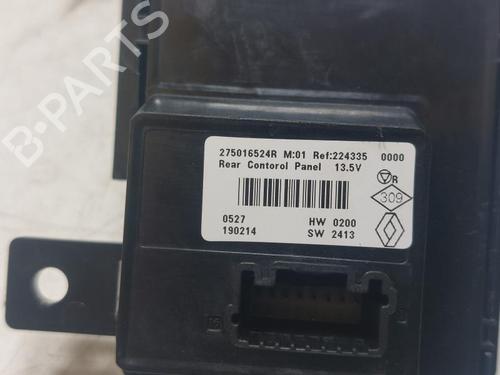 B-PARTS
275016524R M:01 Ref:224335 0000
Rear Contorol Panel 13.5V
R
309
0527 HW 0200
190214 SW 2413